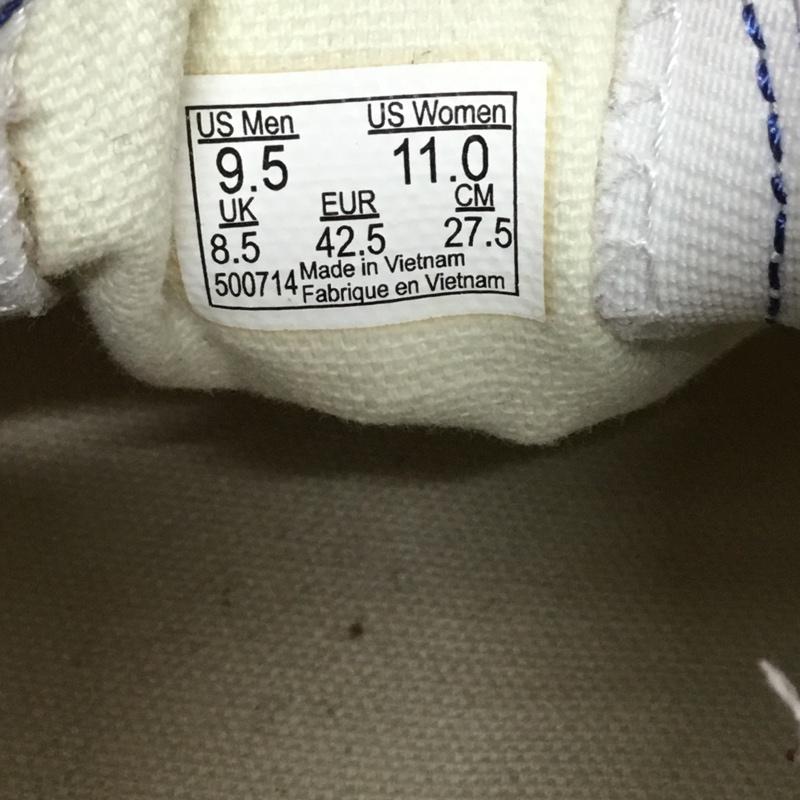 US Men US Women
9.5 11.0
UK EUR CM
8.5 42.5 27.5
500714 Made in Vietnam
Fabrique en Vietnam